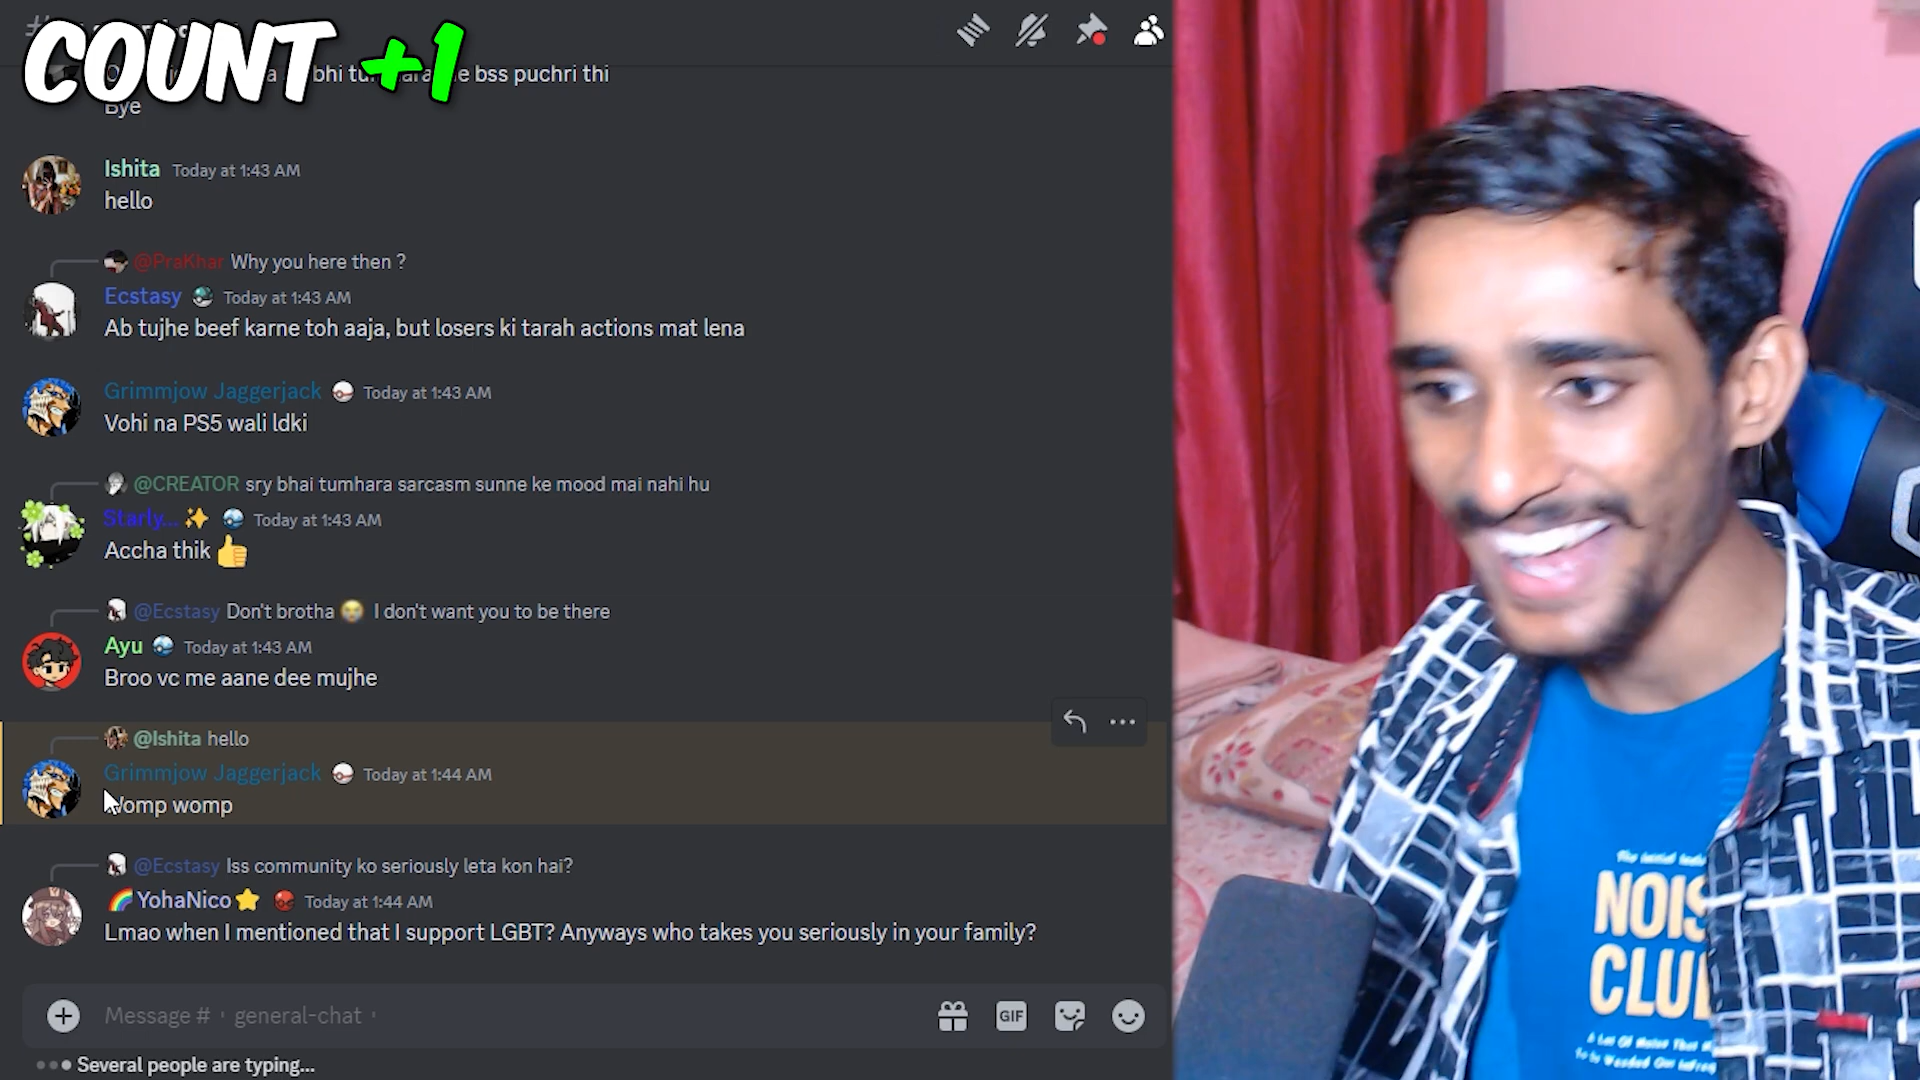 COUNT +1
bhi tu bss puchri thi
Bye
Ishita Today at 1:43 AM
hello
@PraKhar Why you here then ?
Ecstasy Today at 1:43 AM
Ab tujhe beef karne toh aaja, but losers ki tarah actions mat lena
Grimmjow Jaggerjack Today at 1:43 AM
Vohi na PS5 wali ldki
@CREATOR sry bhai tumhara sarcasm sunne ke mood mai nahi hu
Starly...✨ Today at 1:43 AM
Accha thik 👍
@Ecstasy Don't brotha 😭 I don't want you to be there
Ayu Today at 1:43 AM
Broo vc me aane dee mujhe
@Ishita hello
Grimmjow Jaggerjack Today at 1:44 AM
Womp womp
@Ecstasy Iss community ko seriously leta kon hai?
🌈YohaNico⭐ Today at 1:44 AM
Lmao when I mentioned that I support LGBT? Anyways who takes you seriously in your family?
Message # general-chat
GIF
Several people are typing...
NOIS
CLU